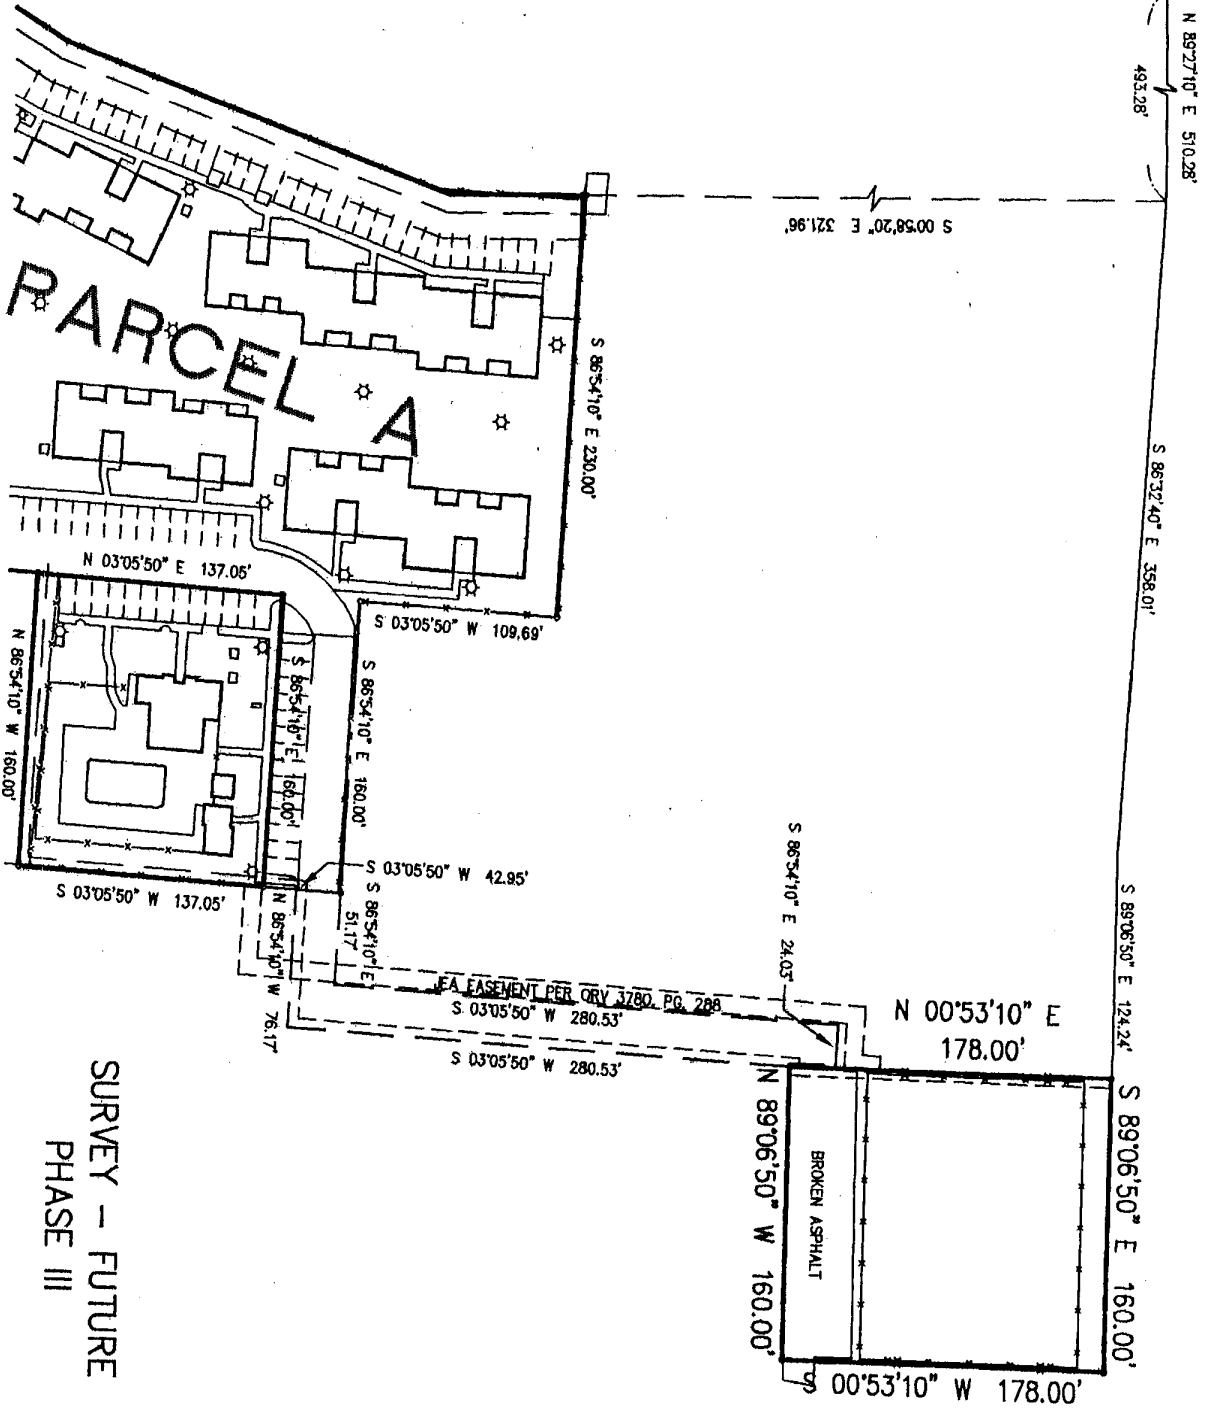 N 89°27'10" E 510.28'
493.28'
S 00°58'20" E 321.96'
S 86°32'40" E 358.01'
S 86°54'10" E 230.00'
PARCEL A
N 03°05'50" E 137.05'
S 03°05'50" W 109.69'
S 86°54'10" E 160.00'
S 86°54'10" E 160.00'
N 86°54'10" W 160.00'
S 03°05'50" W 42.95'
S 03°05'50" W 137.05'
S 86°54'10" E
51.17'
N 86°54'10" W 76.17'
S 86°54'10" E 24.03'
S 89°06'50" E 124.24'
JEA EASEMENT PER ORV 3780, PG. 288
S 03°05'50" W 280.53'
S 03°05'50" W 280.53'
N 00°53'10" E
178.00'
S 89°06'50" E 160.00'
N 89°06'50" W 160.00'
BROKEN ASPHALT
S 00°53'10" W 178.00'
SURVEY - FUTURE
PHASE III